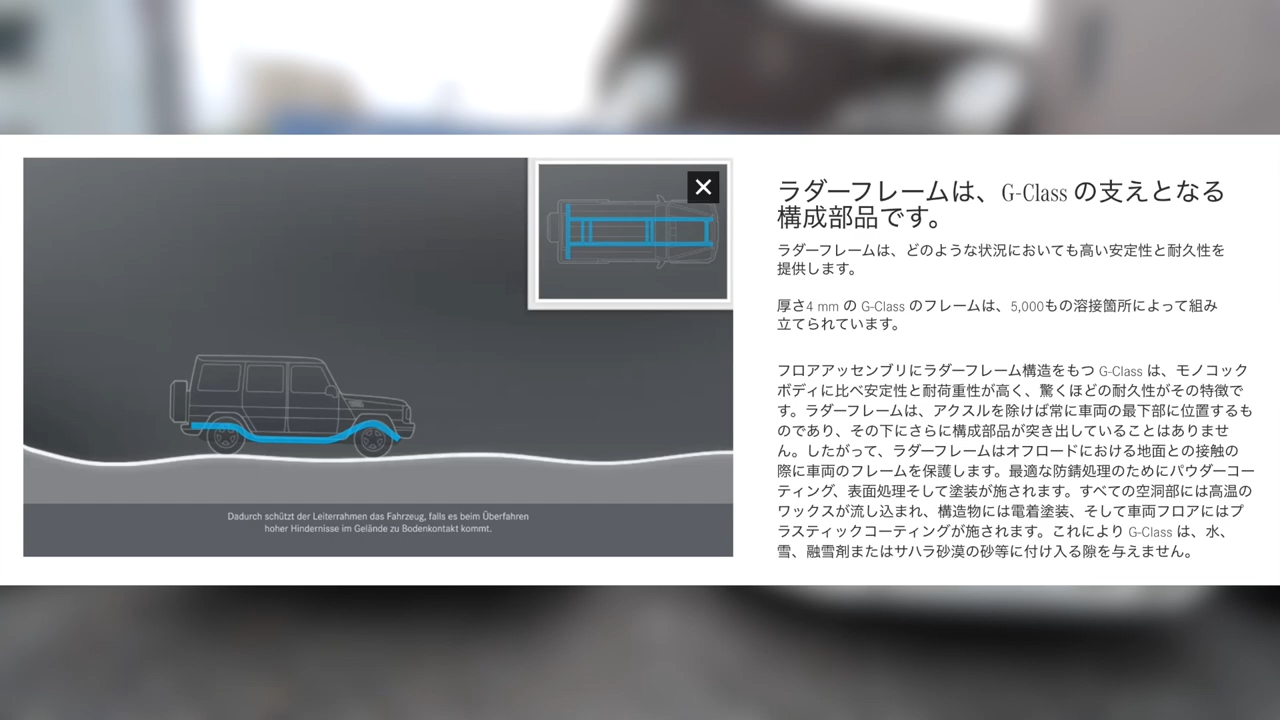 ラダーフレームは、G-Class の支えとなる
構成部品です。
ラダーフレームは、どのような状況においても高い安定性と耐久性を
提供します。
厚さ4 mm の G-Class のフレームは、5,000もの溶接箇所によって組み
立てられています。
フロアアッセンブリにラダーフレーム構造をもつ G-Class は、モノコック
ボディに比べ安定性と耐荷重性が高く、驚くほどの耐久性がその特徴で
す。ラダーフレームは、アクスルを除けば常に車両の最下部に位置するも
のであり、その下にさらに構成部品が突き出していることはありませ
ん。したがって、ラダーフレームはオフロードにおける地面との接触の
際に車両のフレームを保護します。最適な防錆処理のためにパウダーコー
ティング、表面処理そして塗装が施されます。すべての空洞部には高温の
ワックスが流し込まれ、構造物には電着塗装、そして車両フロアにはプ
ラスティックコーティングが施されます。これにより G-Class は、水、
雪、融雪剤またはサハラ砂漠の砂等に付け入る隙を与えません。
Dadurch schützt der Leiterrahmen das Fahrzeug, falls es beim Überfahren
hoher Hindernisse im Gelände zu Bodenkontakt kommt.